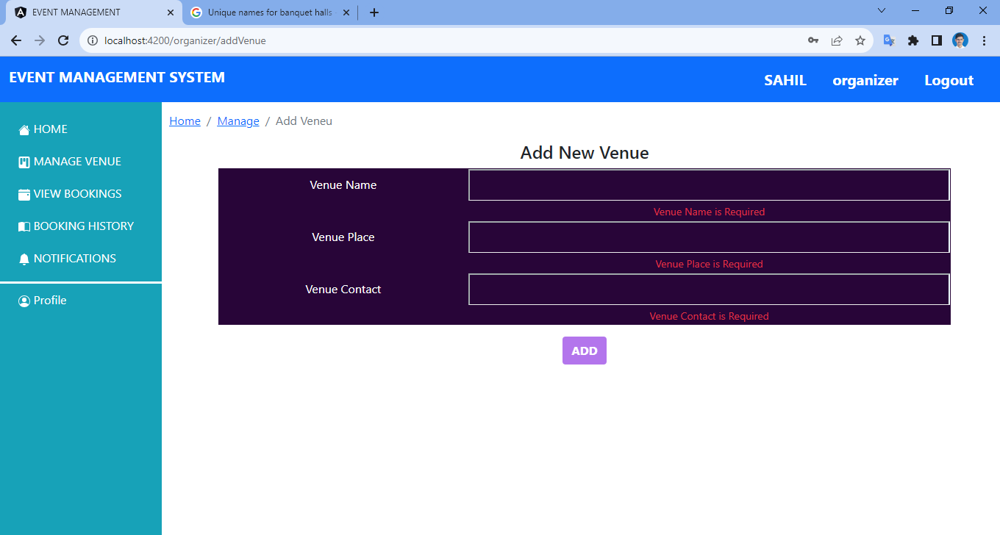 EVENT MANAGEMENT
Unique names for banquet halls
localhost:4200/organizer/addVenue
EVENT MANAGEMENT SYSTEM
SAHIL organizer Logout
HOME
MANAGE VENUE
VIEW BOOKINGS
BOOKING HISTORY
NOTIFICATIONS
Profile
Home / Manage / Add Veneu
Add New Venue
Venue Name
Venue Name is Required
Venue Place
Venue Place is Required
Venue Contact
Venue Contact is Required
ADD